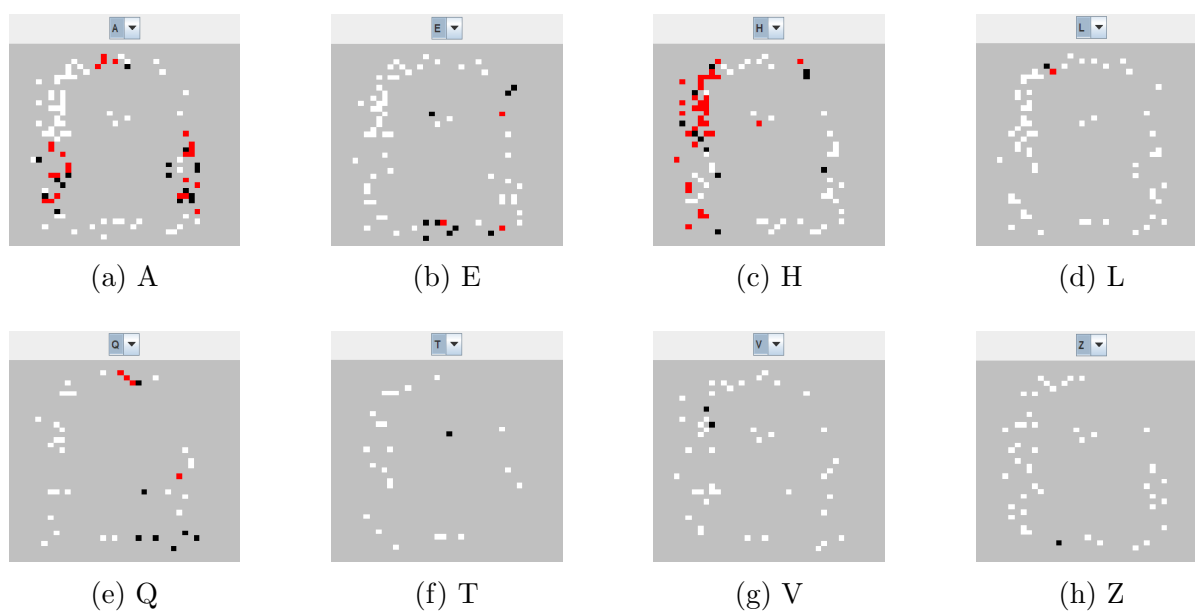 A E H L
(a) A (b) E (c) H (d) L
Q T V Z
(e) Q (f) T (g) V (h) Z